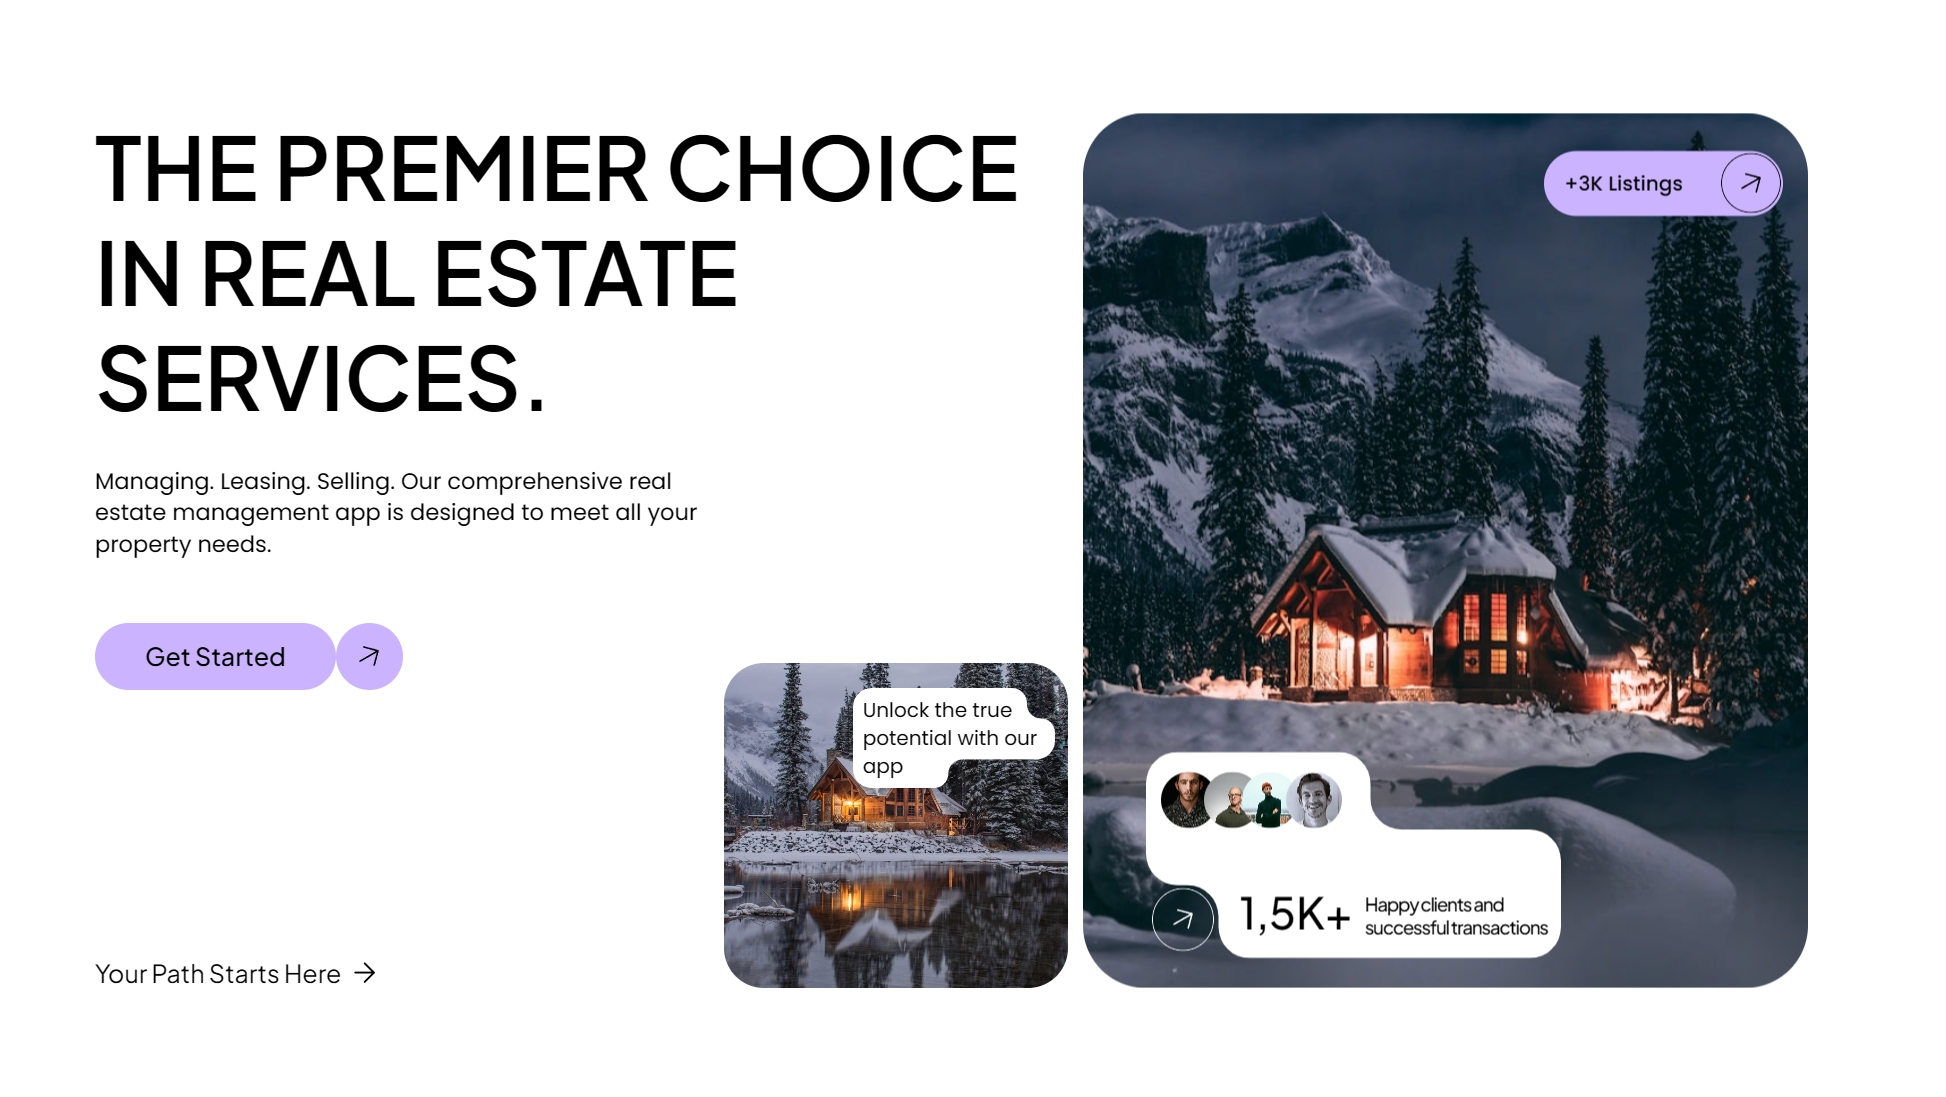 THE PREMIER CHOICE
IN REAL ESTATE
SERVICES.
Managing. Leasing. Selling. Our comprehensive real
estate management app is designed to meet all your
property needs.
Get Started
Your Path Starts Here
Unlock the true
potential with our
app
+3K Listings
1,5K+
Happy clients and
successful transactions